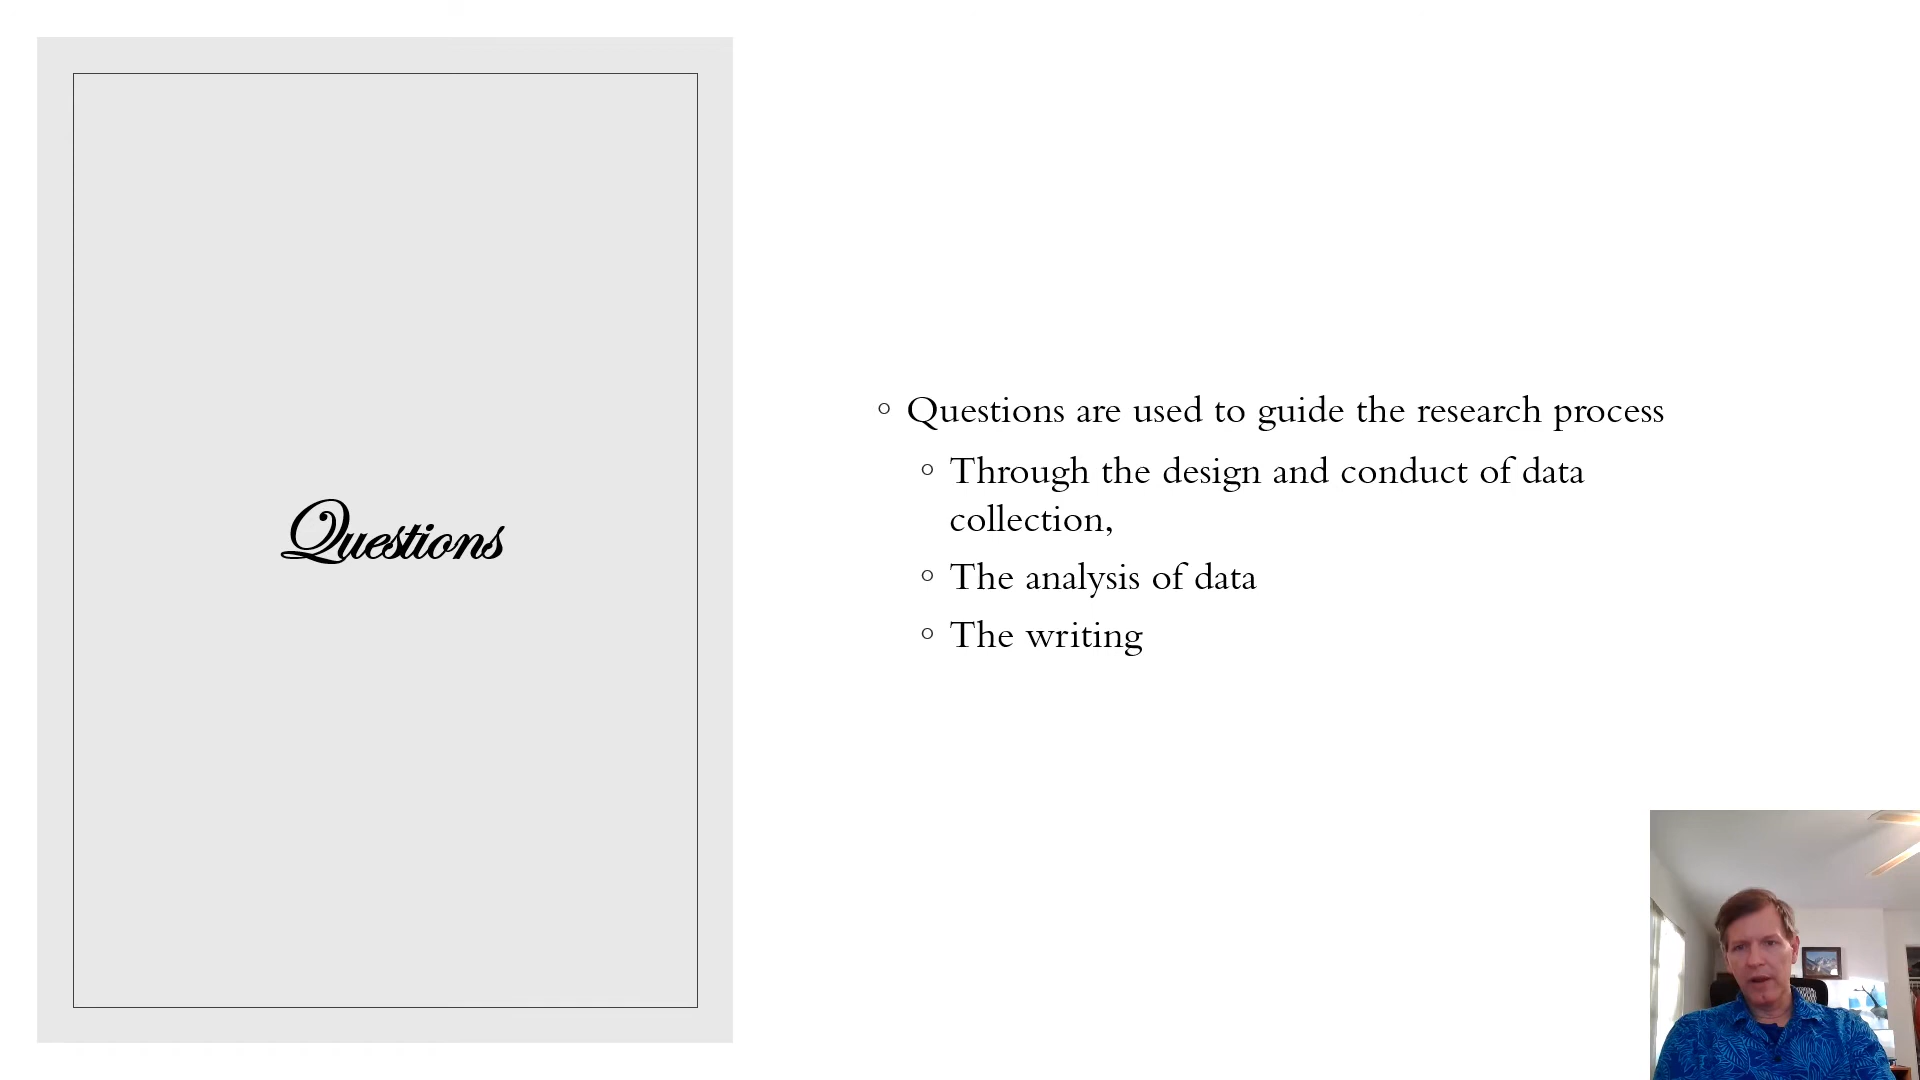 Questions
◦ Questions are used to guide the research process
◦ Through the design and conduct of data
collection,
◦ The analysis of data
◦ The writing